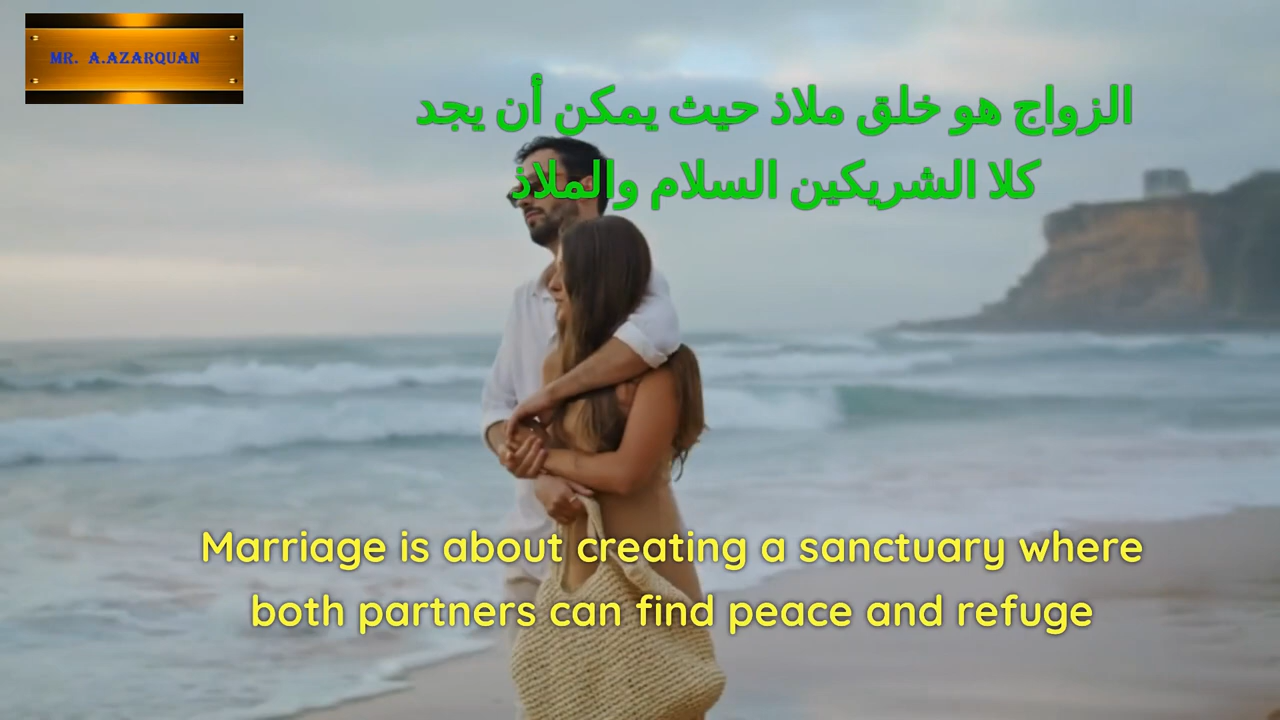 MR. A.AZARQUAN
الزواج هو خلق ملاذ حيث يمكن أن يجد
كلا الشريكين السلام والملاذ
Marriage is about creating a sanctuary where
both partners can find peace and refuge